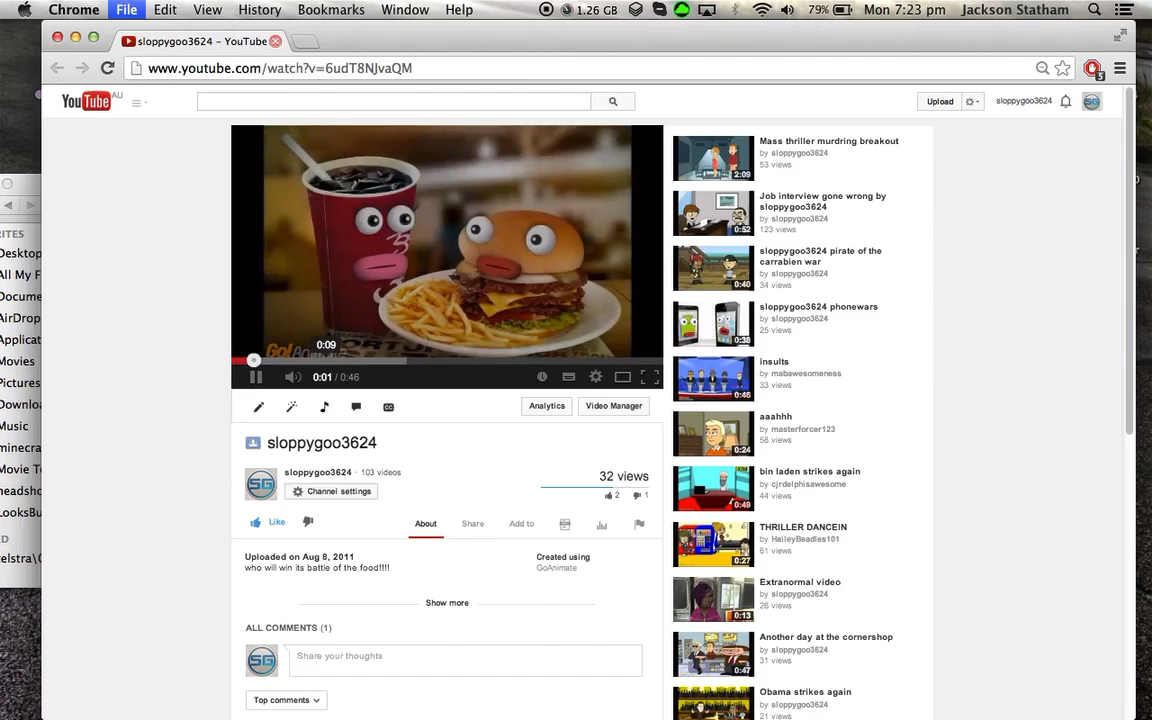 Chrome File Edit View History Bookmarks Window Help 1.26 GB 79% Mon 7:23 pm Jackson Statham
sloppygoo3624 – YouTube
www.youtube.com/watch?v=6udT8NJvaQM
5
YouTube AU
Upload
sloppygoo3624
SG
RITES
Desktop
All My F
Docume
AirDrop
Applicat
Movies
Pictures
Downlo
Music
minecra
Movie T
headsho
LooksBu
D
telstra\(
0:09
0:01 / 0:46
Analytics
Video Manager
sloppygoo3624
SG
sloppygoo3624 · 103 videos
Channel settings
32 views
2 1
Like
About
Share
Add to
Uploaded on Aug 8, 2011
who will win its battle of the food!!!!
Created using
GoAnimate
Show more
ALL COMMENTS (1)
SG
Share your thoughts
Top comments
2:09
Mass thriller murdring breakout
by sloppygoo3624
53 views
0:52
Job interview gone wrong by
sloppygoo3624
by sloppygoo3624
123 views
0:40
sloppygoo3624 pirate of the
carrabien war
by sloppygoo3624
34 views
0:38
sloppygoo3624 phonewars
by sloppygoo3624
25 views
0:46
insults
by mabawesomeness
33 views
0:24
aaahhh
by masterforcer123
58 views
0:49
bin laden strikes again
by cjrdelphisawesome
44 views
0:27
THRILLER DANCEIN
by HaileyBeadles101
61 views
0:13
Extranormal video
by sloppygoo3624
26 views
0:47
Another day at the cornershop
by sloppygoo3624
31 views
Obama strikes again
by sloppygoo3624
21 views